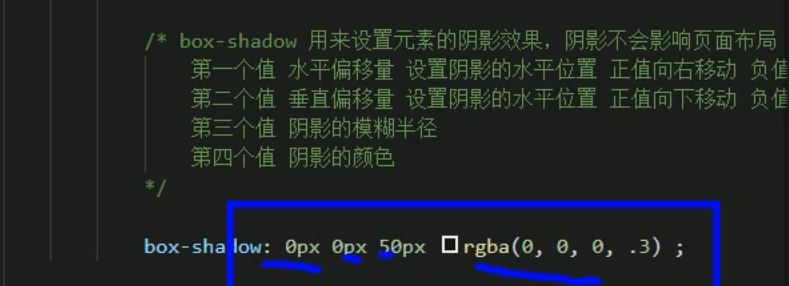 /* box-shadow 用来设置元素的阴影效果，阴影不会影响页面布局
第一个值 水平偏移量 设置阴影的水平位置 正值向右移动 负值
第二个值 垂直偏移量 设置阴影的水平位置 正值向下移动 负值
第三个值 阴影的模糊半径
第四个值 阴影的颜色
*/
box-shadow: 0px 0px 50px rgba(0, 0, 0, .3) ;